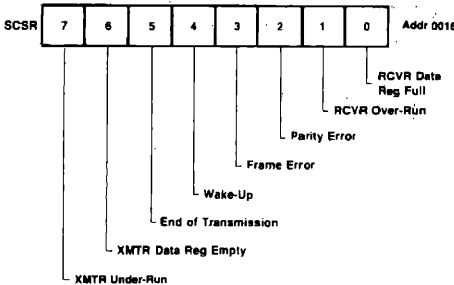 SCSR 7 6 5 4 3 2 1 0 Addr 0016
RCVR Data
Reg Full
RCVR Over-Run
Parity Error
Frame Error
Wake-Up
End of Transmission
XMTR Data Reg Empty
XMTR Under-Run